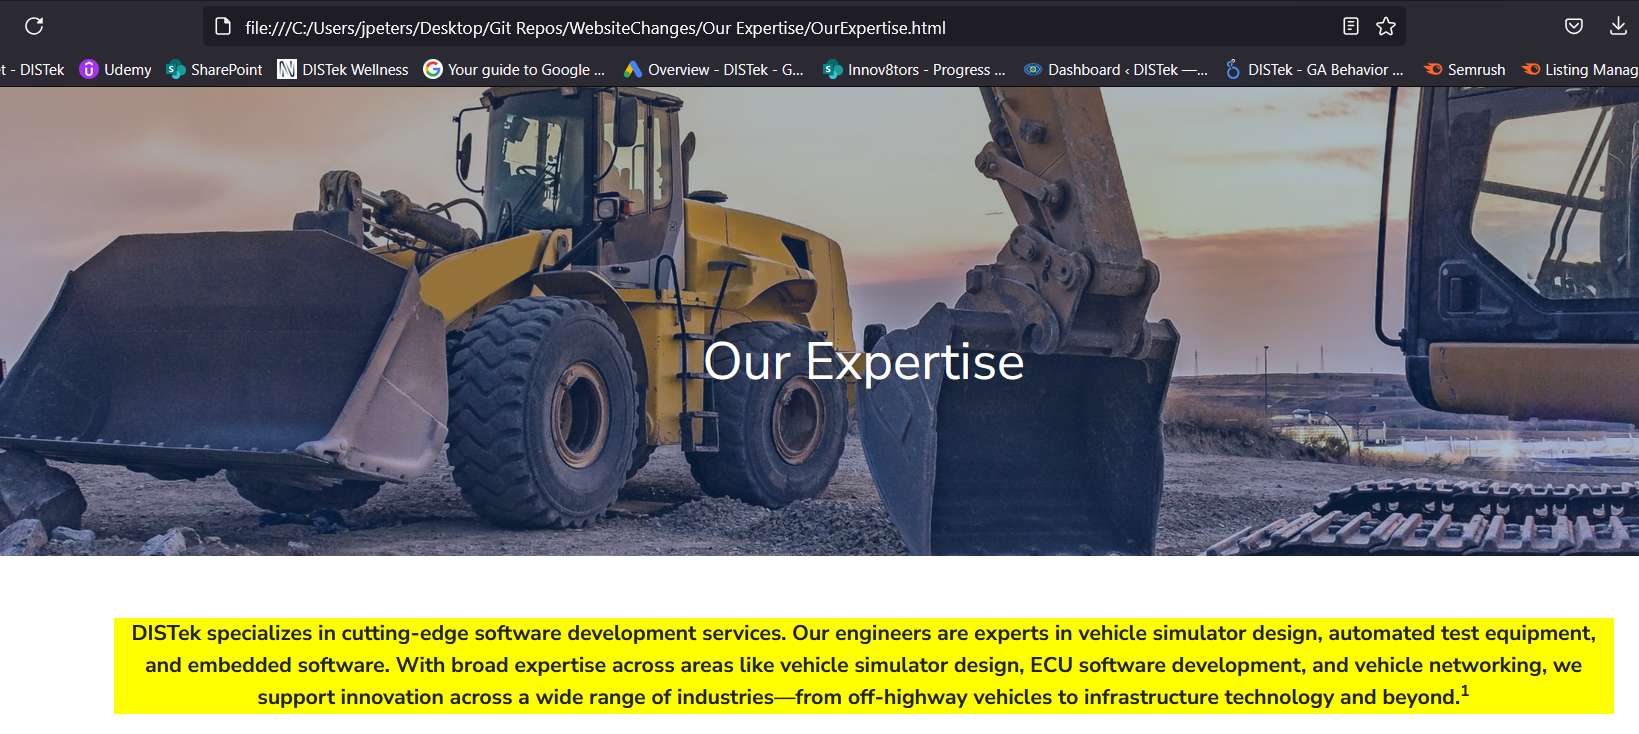 file:///C:/Users/jpeters/Desktop/Git Repos/WebsiteChanges/Our Expertise/OurExpertise.html
t - DISTek Udemy SharePoint DISTek Wellness Your guide to Google ... Overview - DISTek - G... Innov8tors - Progress ... Dashboard ‹ DISTek —... DISTek - GA Behavior ... Semrush Listing Manag
Our Expertise
DISTek specializes in cutting-edge software development services. Our engineers are experts in vehicle simulator design, automated test equipment,
and embedded software. With broad expertise across areas like vehicle simulator design, ECU software development, and vehicle networking, we
support innovation across a wide range of industries—from off-highway vehicles to infrastructure technology and beyond.¹